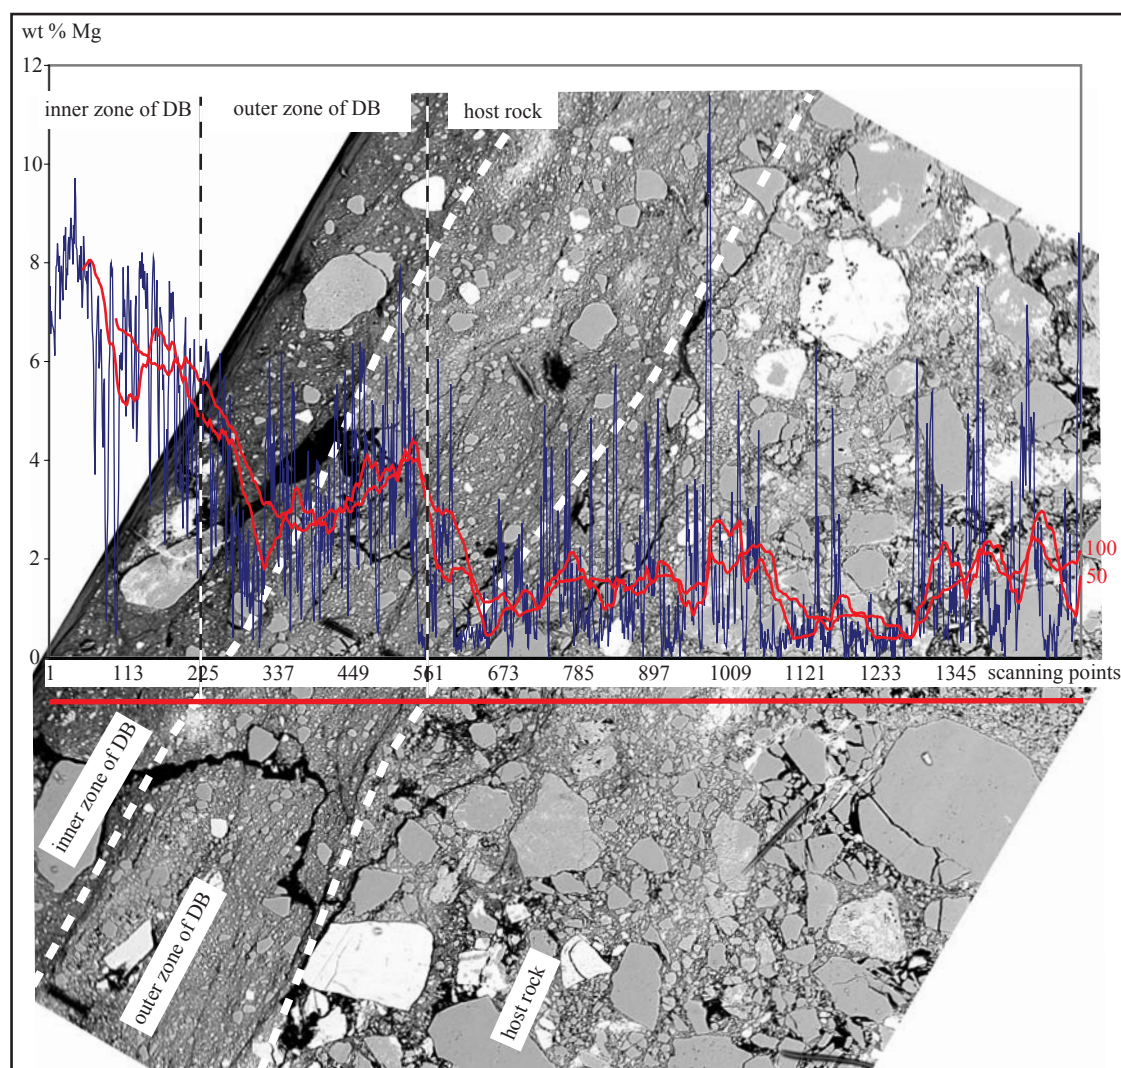 wt % Mg
12
inner zone of DB outer zone of DB host rock
10
8
6
4
2
100
50
0
1 113 225 337 449 561 673 785 897 1009 1121 1233 1345 scanning points
inner zone of DB
outer zone of DB
host rock